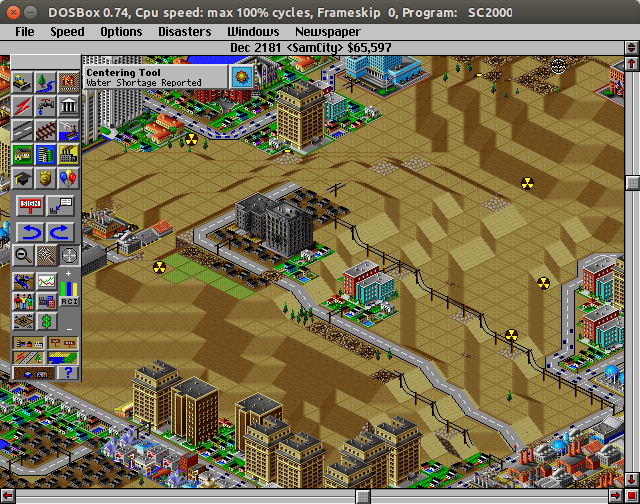 DOSBox 0.74, Cpu speed: max 100% cycles, Frameskip 0, Program: SC2000
File Speed Options Disasters Windows Newspaper
Dec 2181 <SamCity> $65,597
Centering Tool
Water Shortage Reported
SIGN
+
RCI
−
?